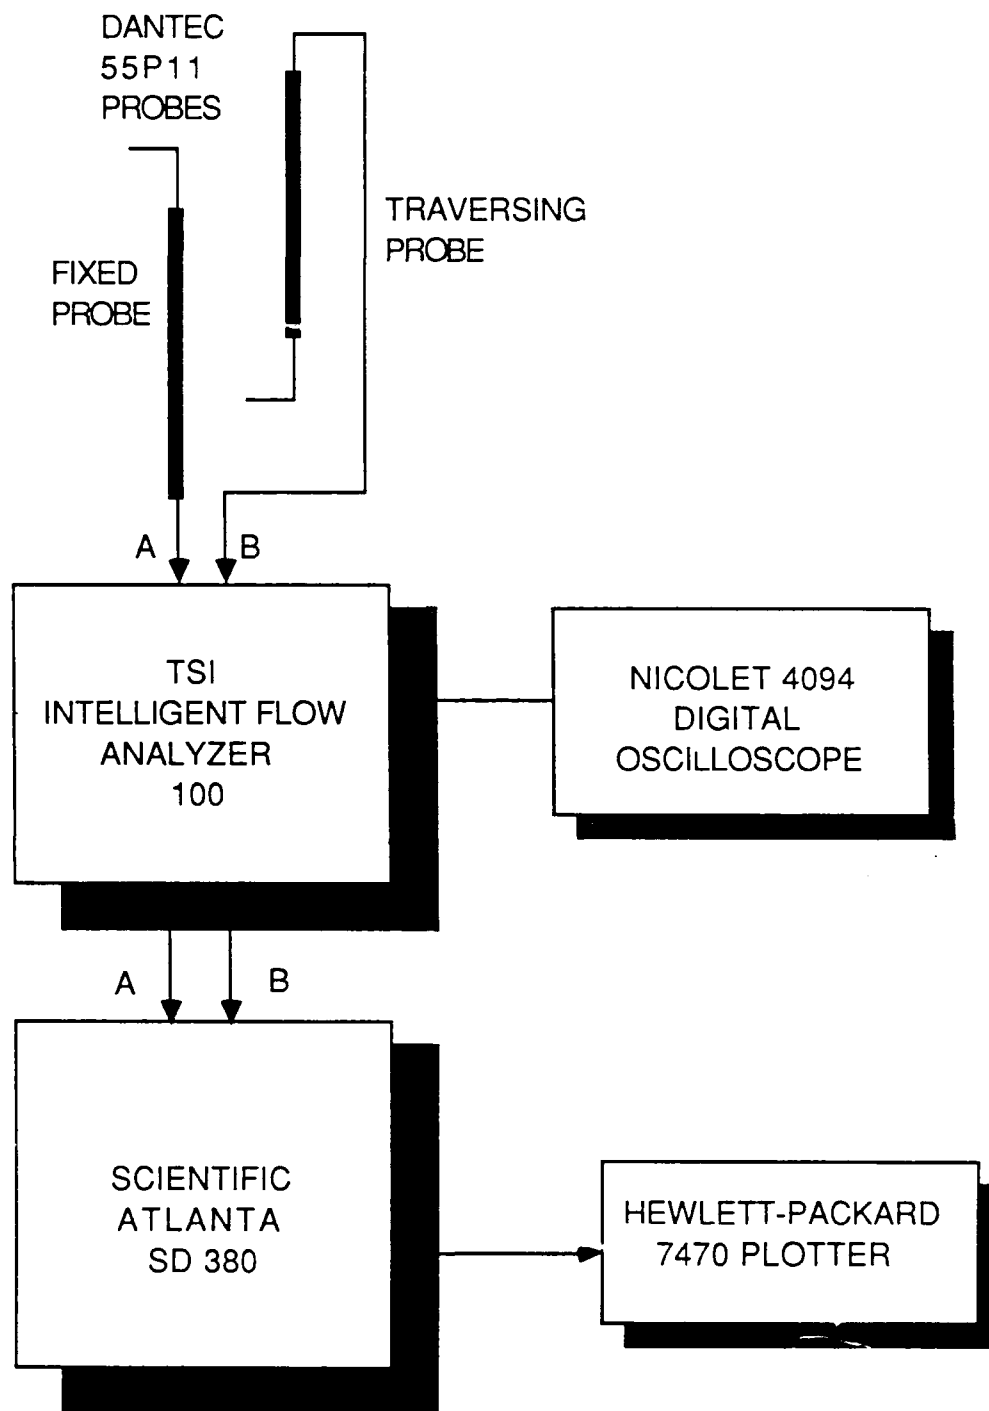 DANTEC
55P11
PROBES
TRAVERSING
PROBE
FIXED
PROBE
A
B
TSI
INTELLIGENT FLOW
ANALYZER
100
NICOLET 4094
DIGITAL
OSCILLOSCOPE
A
B
SCIENTIFIC
ATLANTA
SD 380
HEWLETT-PACKARD
7470 PLOTTER